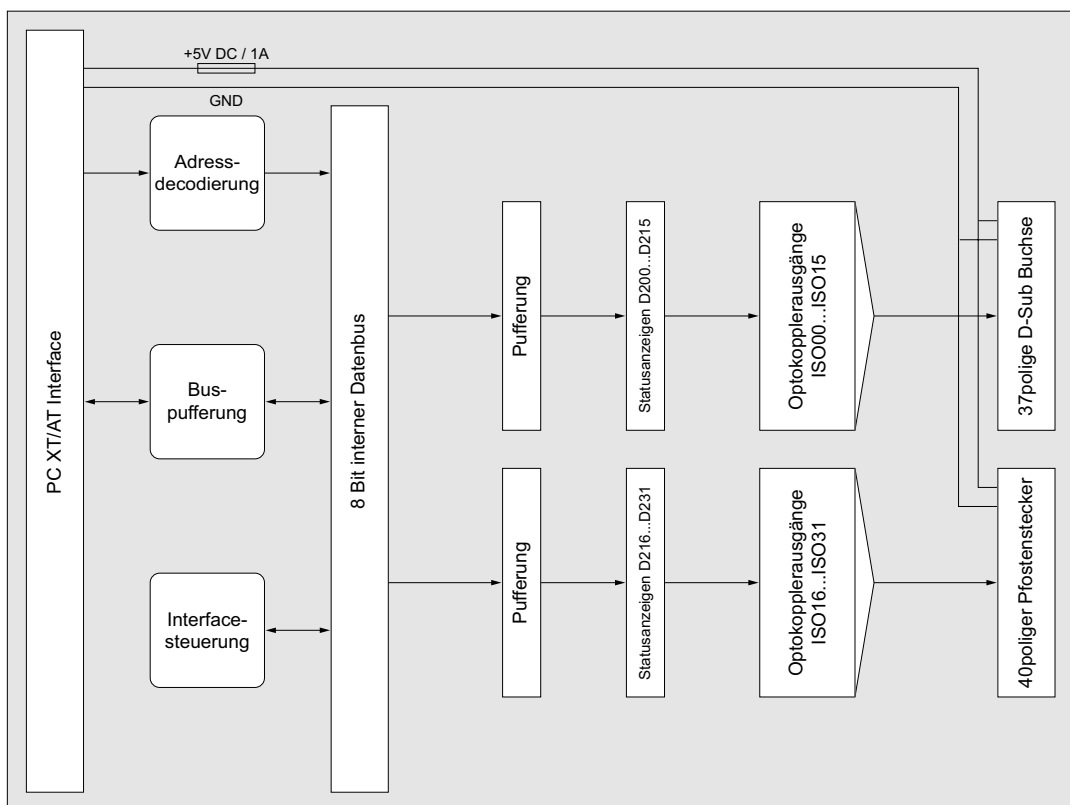 +5V DC / 1A
GND
PC XT/AT Interface
Adress-
decodierung
Bus-
pufferung
Interface-
steuerung
8 Bit interner Datenbus
Pufferung
Statusanzeigen D200...D215
Optokopplerausgänge
ISO00...ISO15
37polige D-Sub Buchse
Pufferung
Statusanzeigen D216...D231
Optokopplerausgänge
ISO16...ISO31
40poliger Pfostenstecker